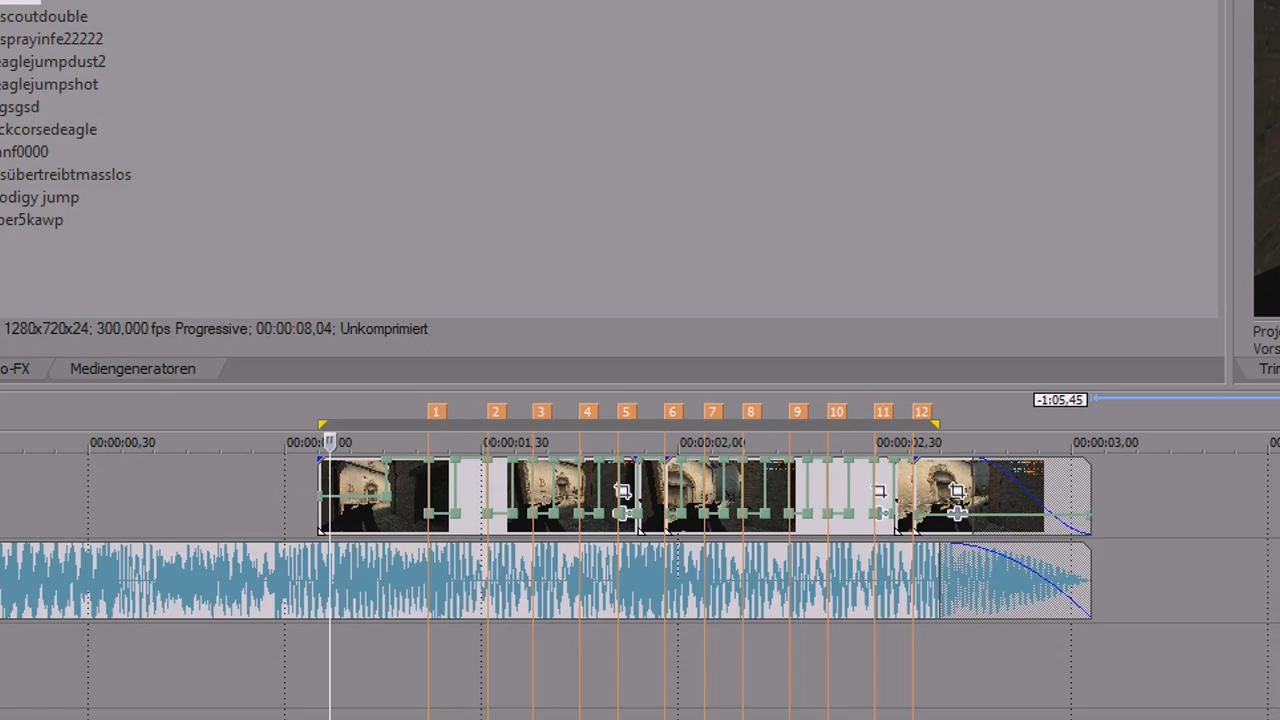 scoutdouble
sprayinfe22222
eaglejumpdust2
eaglejumpshot
gsgsd
ckcorsedeagle
nf0000
sübertreibtmasslos
odigy jump
per5kawp
1280x720x24; 300,000 fps Progressive; 00:00:08,04; Unkomprimiert
Proj
Vors
o-FX
Mediengeneratoren
Trin
-1:05,45
1 2 3 4 5 6 7 8 9 10 11 12
00:00:00,30 00:00: 00 00:00:01,30 00:00:02,00 00:00:02,30 00:00:03,00 00